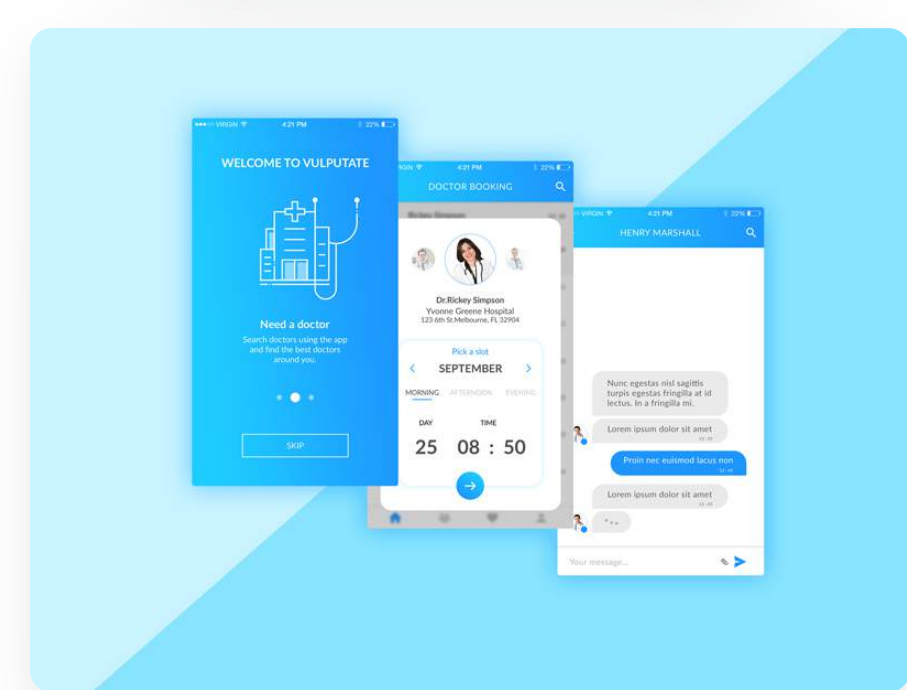 VIRGIN
4:21 PM
22%
WELCOME TO VULPUTATE
Need a doctor
Search doctors using the app
and find the best doctors
around you.
SKIP
4:21 PM
22%
DOCTOR BOOKING
Rickey Simpson
Dr.Rickey Simpson
Yvonne Greene Hospital
123 6th St.Melbourne, FL 32904
Pick a slot
SEPTEMBER
MORNING AFTERNOON EVENING
DAY TIME
25 08 : 50
VIRGIN
4:21 PM
22%
HENRY MARSHALL
Nunc egestas nisl sagittis
turpis egestas fringilla at id
lectus. In a fringilla mi.
Lorem ipsum dolor sit amet
Proin nec euismod lacus non
Lorem ipsum dolor sit amet
Your message...